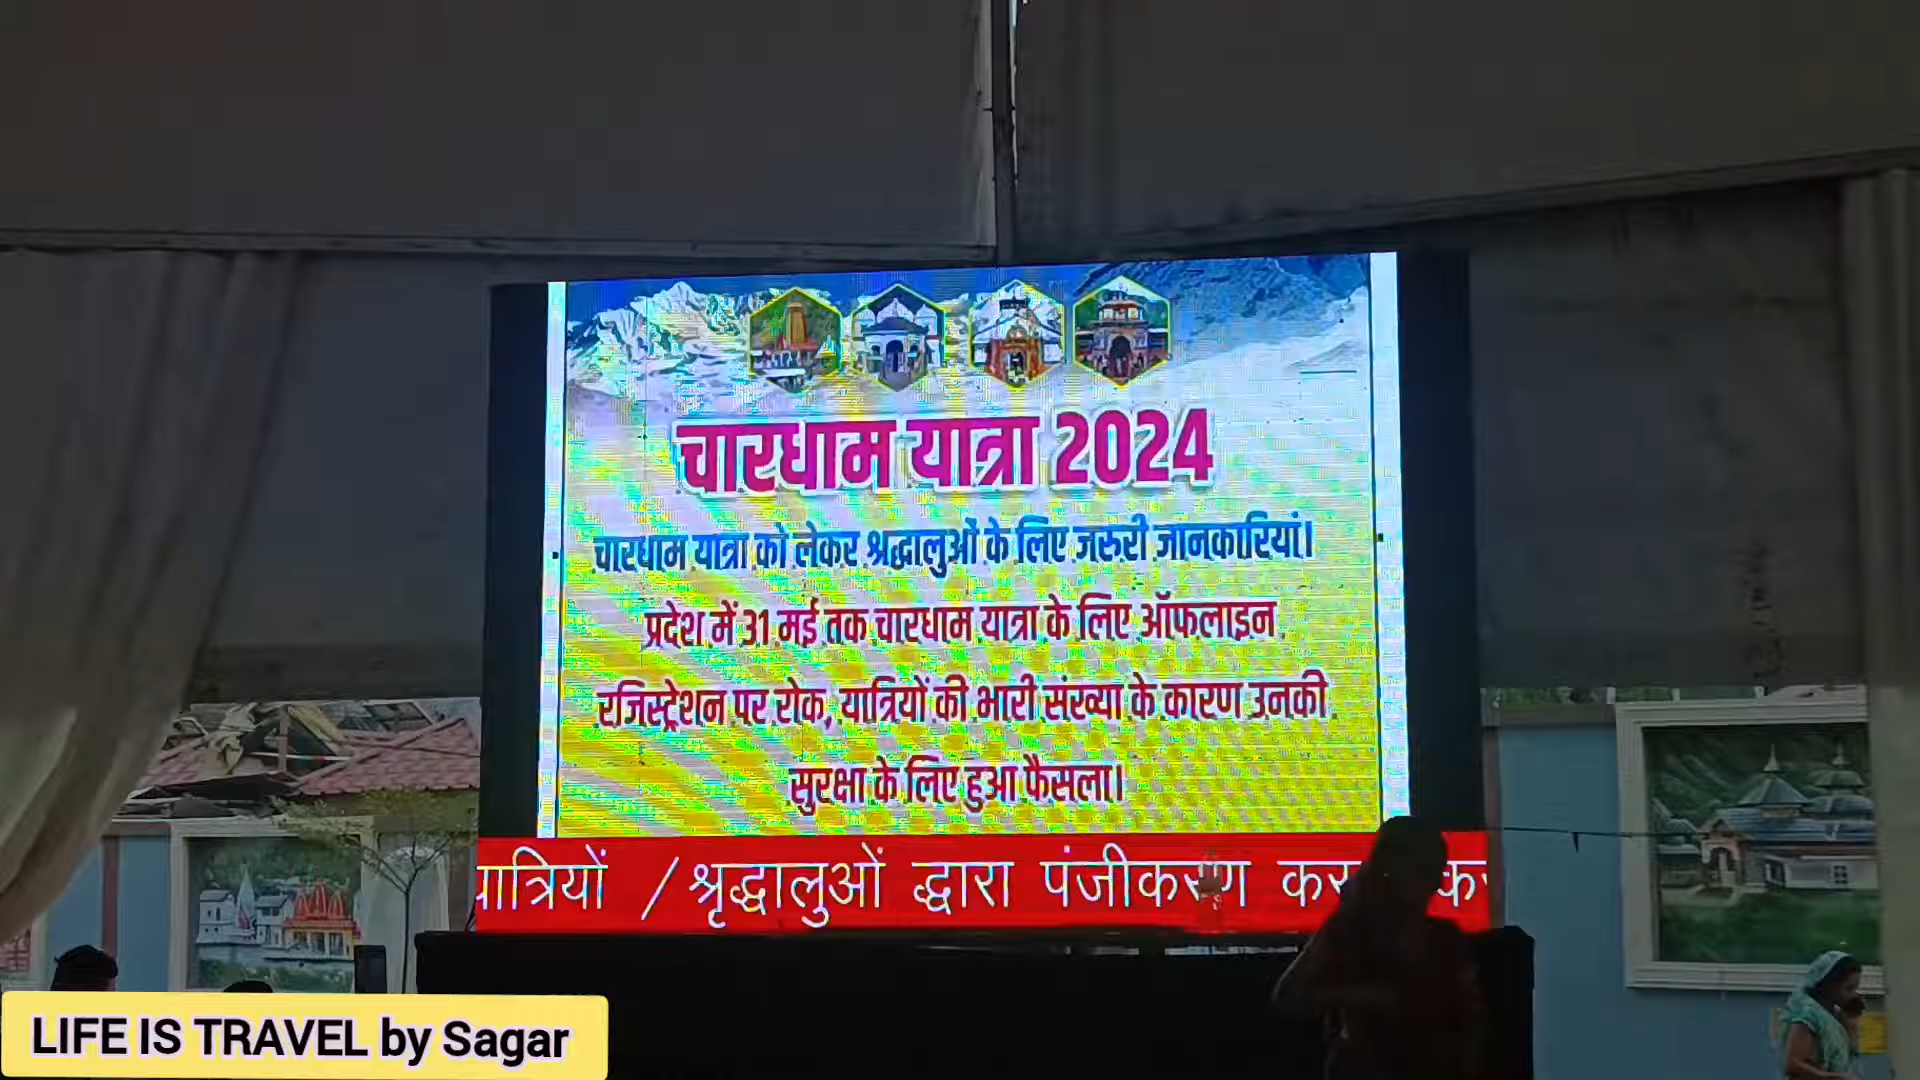 चारधाम यात्रा 2024
चारधाम यात्रा को लेकर श्रद्धालुओं के लिए जरुरी जानकारियां।
प्रदेश में 31 मई तक चारधाम यात्रा के लिए ऑफलाइन
रजिस्ट्रेशन पर रोक, यात्रियों की भारी संख्या के कारण उनकी
सुरक्षा के लिए हुआ फैसला।
यात्रियों / श्रृद्धालुओं द्वारा पंजीकरण
LIFE IS TRAVEL by Sagar